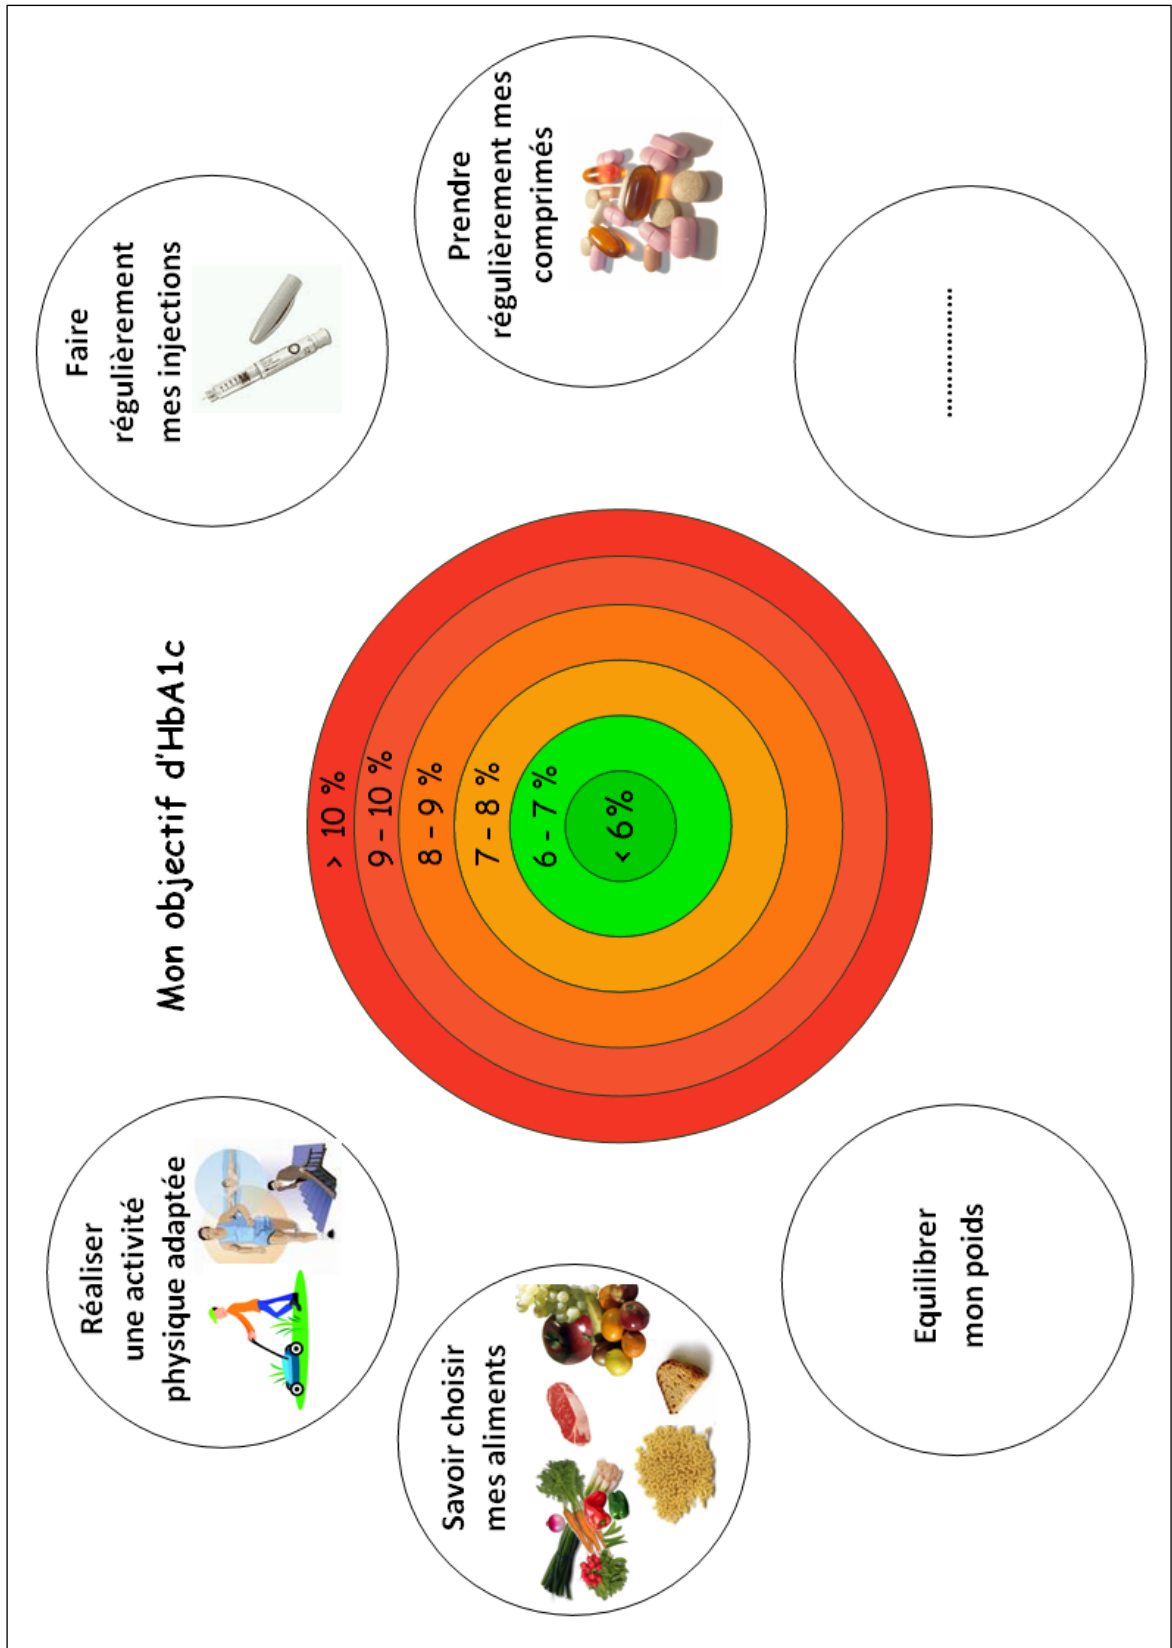 Mon objectif d'HbA1c
Réaliser
une activité
physique adaptée
Faire
régulièrement
mes injections
> 10 %
9 - 10 %
8 - 9 %
7 - 8 %
6 - 7 %
< 6%
Savoir choisir
mes aliments
Prendre
régulièrement mes
comprimés
Equilibrer
mon poids
..................